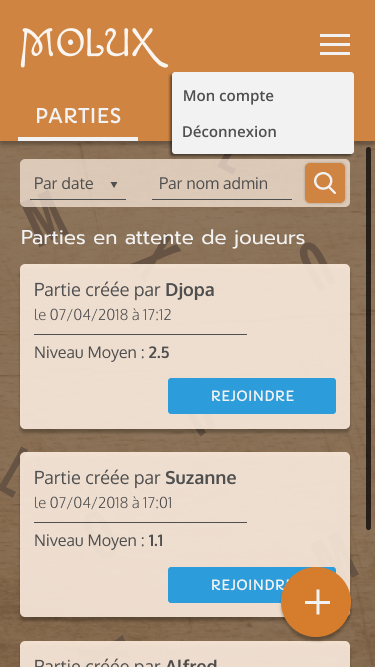 MOLUX
Mon compte
Déconnexion
PARTIES
Par date ▼
Par nom admin
Parties en attente de joueurs
Partie créée par Djopa
le 07/04/2018 à 17:12
Niveau Moyen : 2.5
REJOINDRE
Partie créée par Suzanne
le 07/04/2018 à 17:01
Niveau Moyen : 1.1
REJOINDRE
Partie créée par Alfred